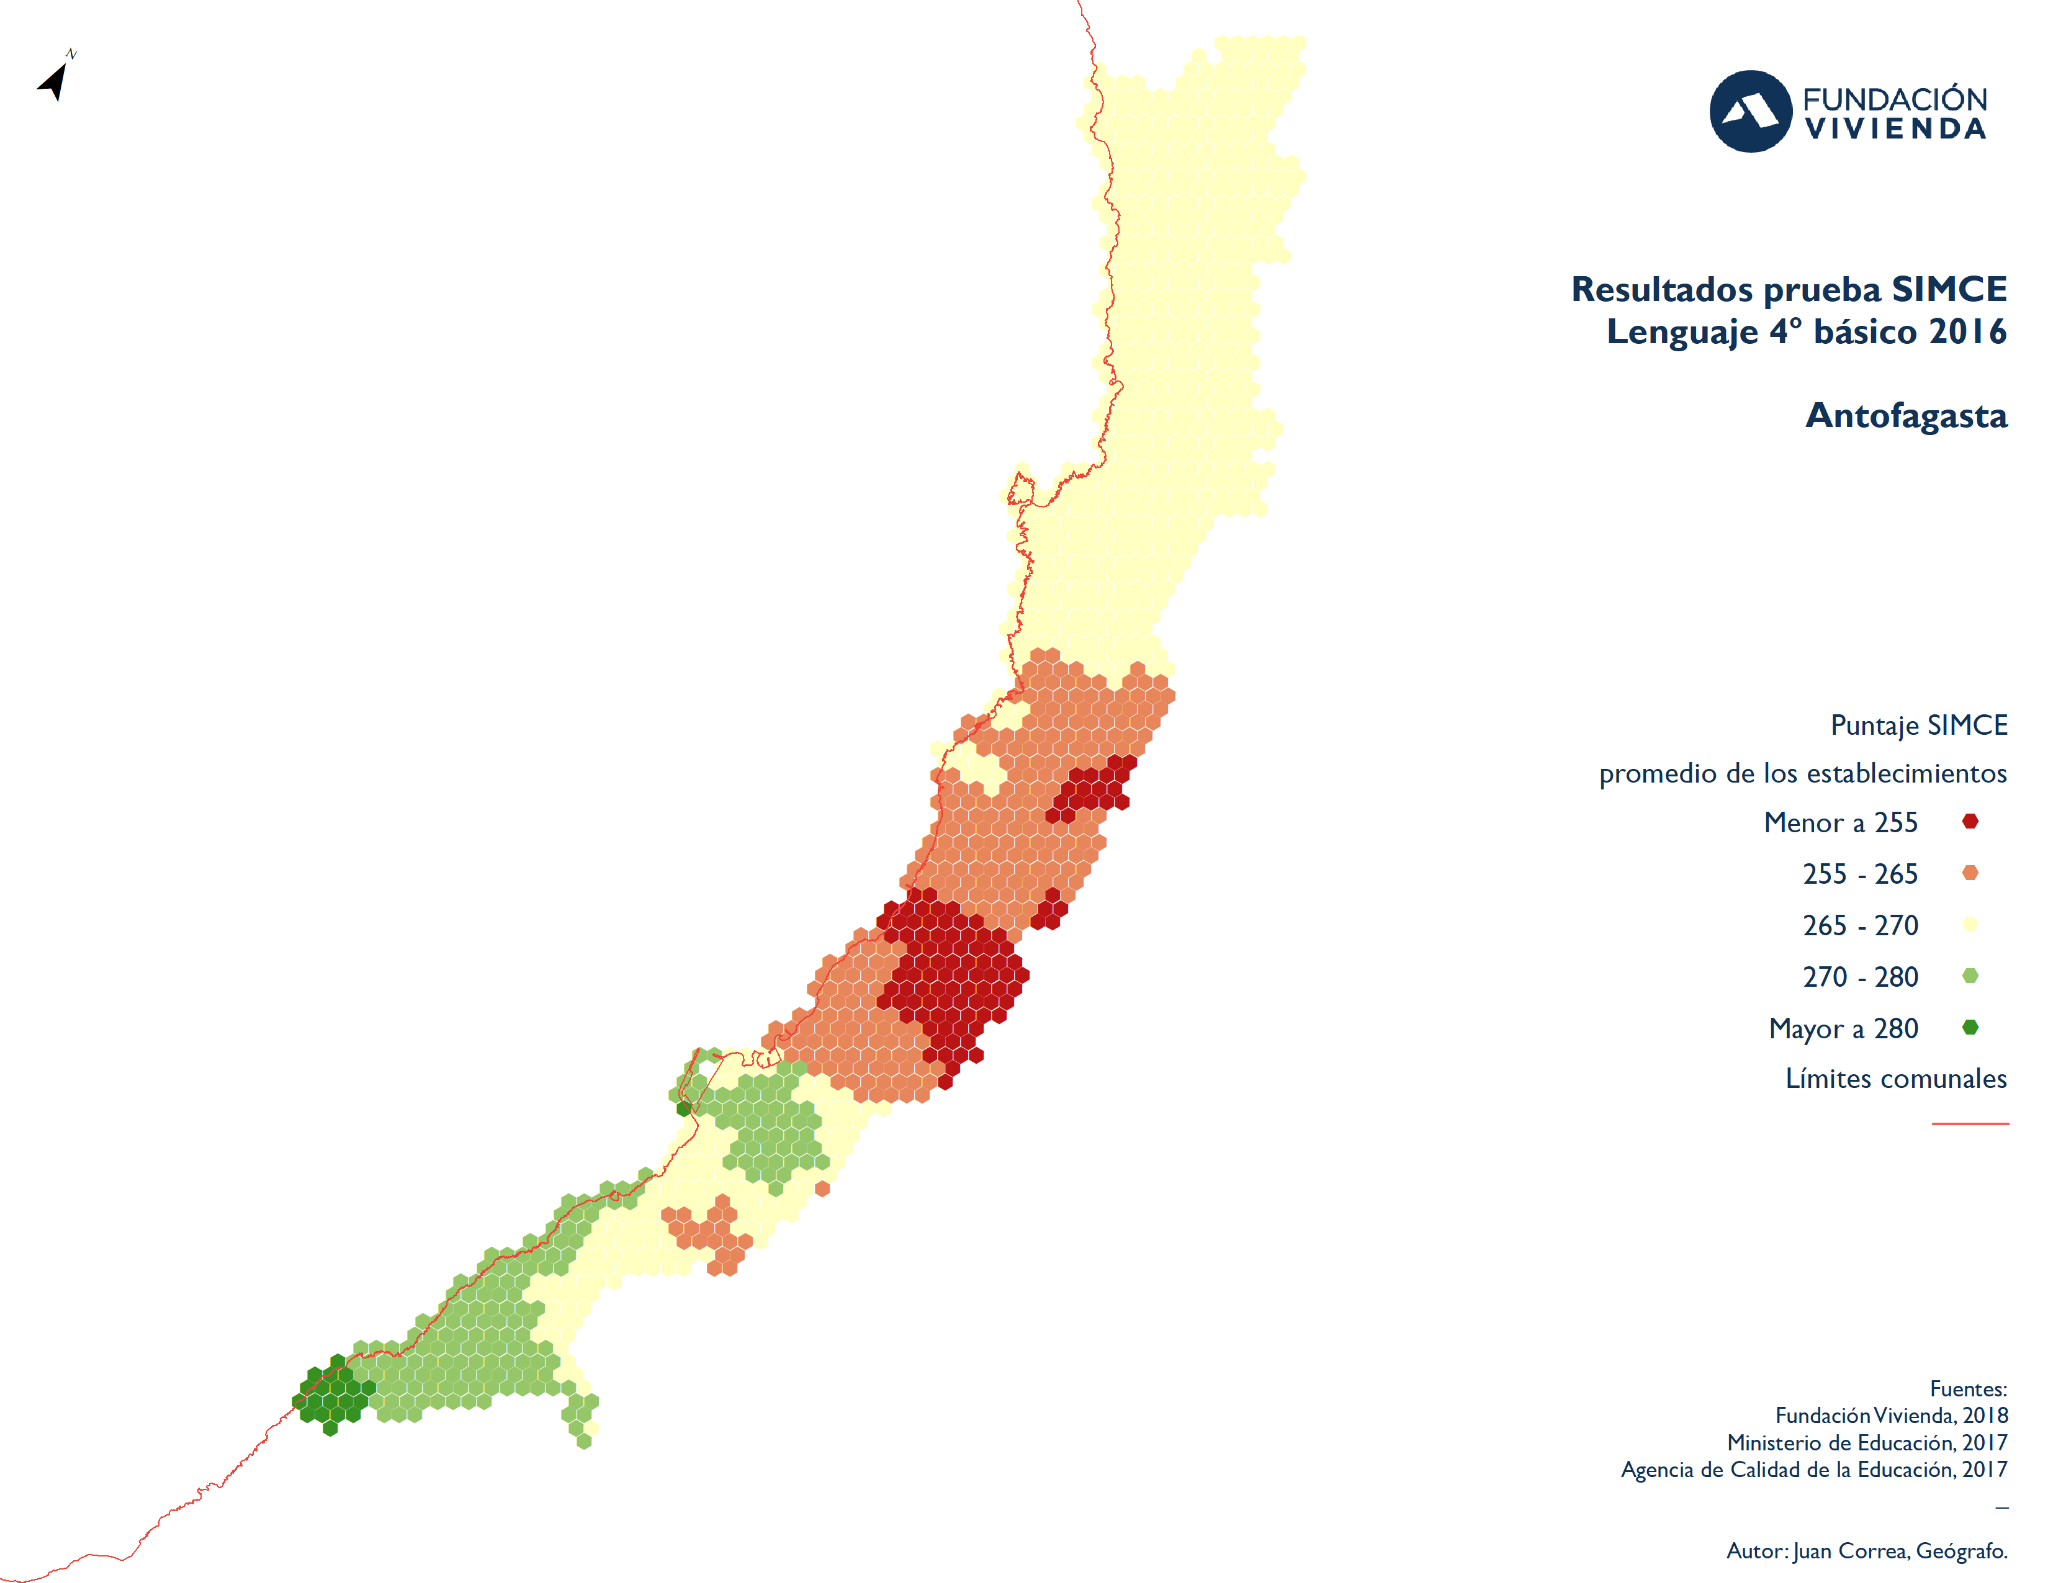 N
FUNDACIÓN
VIVIENDA
Resultados prueba SIMCE
Lenguaje 4º básico 2016
Antofagasta
Puntaje SIMCE
promedio de los establecimientos
Menor a 255
255 - 265
265 - 270
270 - 280
Mayor a 280
Límites comunales
Fuentes:
Fundación Vivienda, 2018
Ministerio de Educación, 2017
Agencia de Calidad de la Educación, 2017
_
Autor: Juan Correa, Geógrafo.